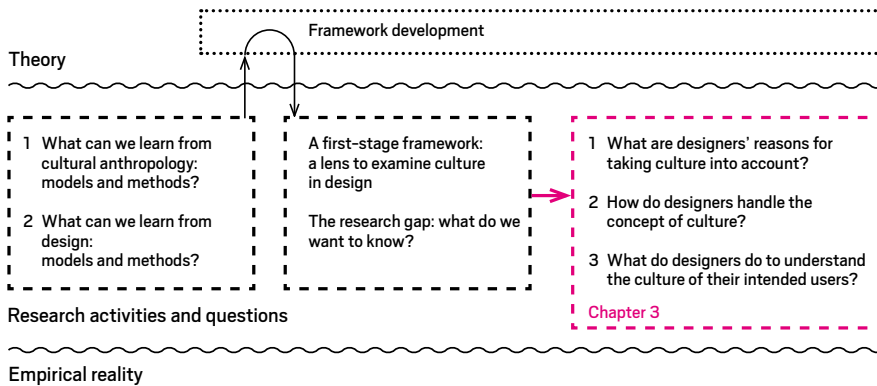 Framework development
Theory
1 What can we learn from
cultural anthropology:
models and methods?
2 What can we learn from
design:
models and methods?
A first-stage framework:
a lens to examine culture
in design
The research gap: what do we
want to know?
1 What are designers’ reasons for
taking culture into account?
2 How do designers handle the
concept of culture?
3 What do designers do to understand
the culture of their intended users?
Chapter 3
Research activities and questions
Empirical reality